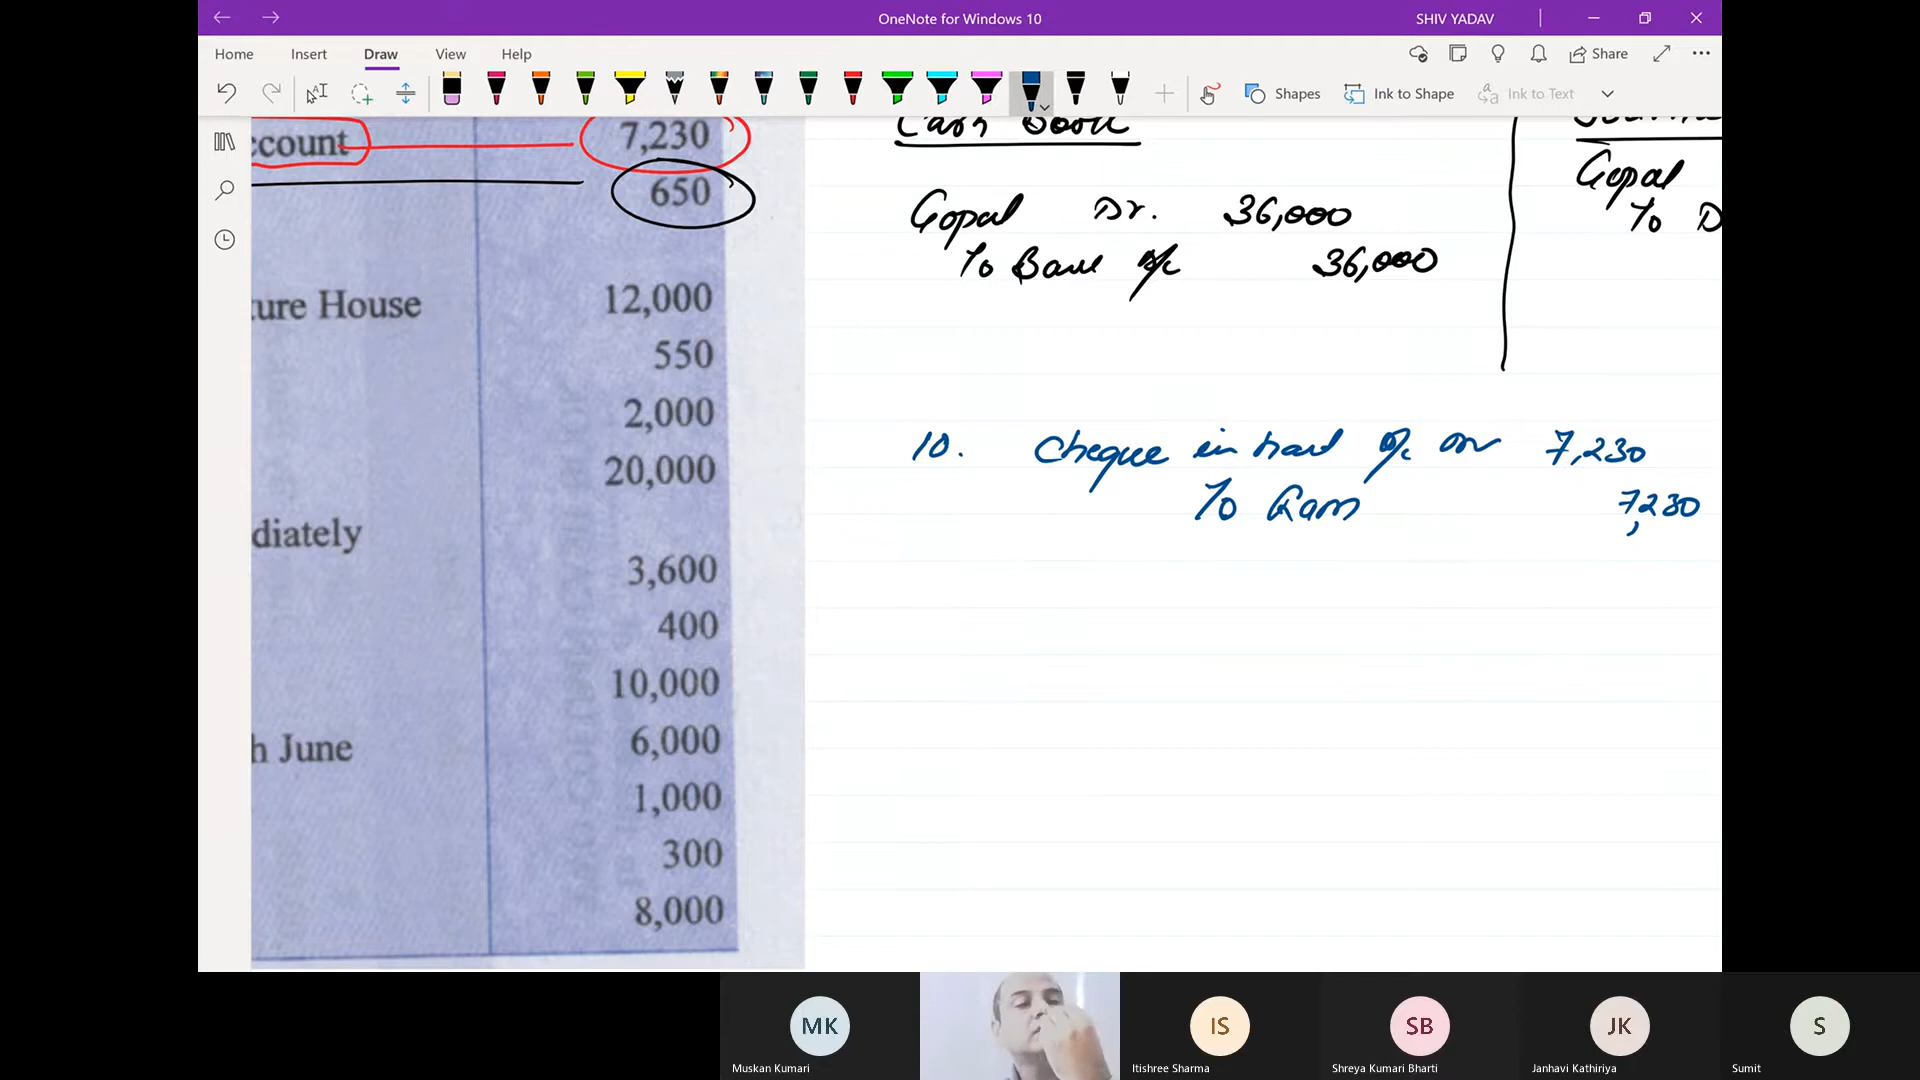 OneNote for Windows 10
SHIV YADAV
Home Insert Draw View Help
Share
Shapes
Ink to Shape
Ink to Text
ccount 7,230
650
ture House 12,000
550
2,000
20,000
diately
3,600
400
10,000
h June 6,000
1,000
300
8,000
Cash Book
Gopal Dr. 36,000
To Bank A/c 36,000
Gopal
To D
10. Cheque in hand A/c Dr 7,230
To Ram 7,230
MK
Muskan Kumari
IS
Itishree Sharma
SB
Shreya Kumari Bharti
JK
Janhavi Kathiriya
S
Sumit